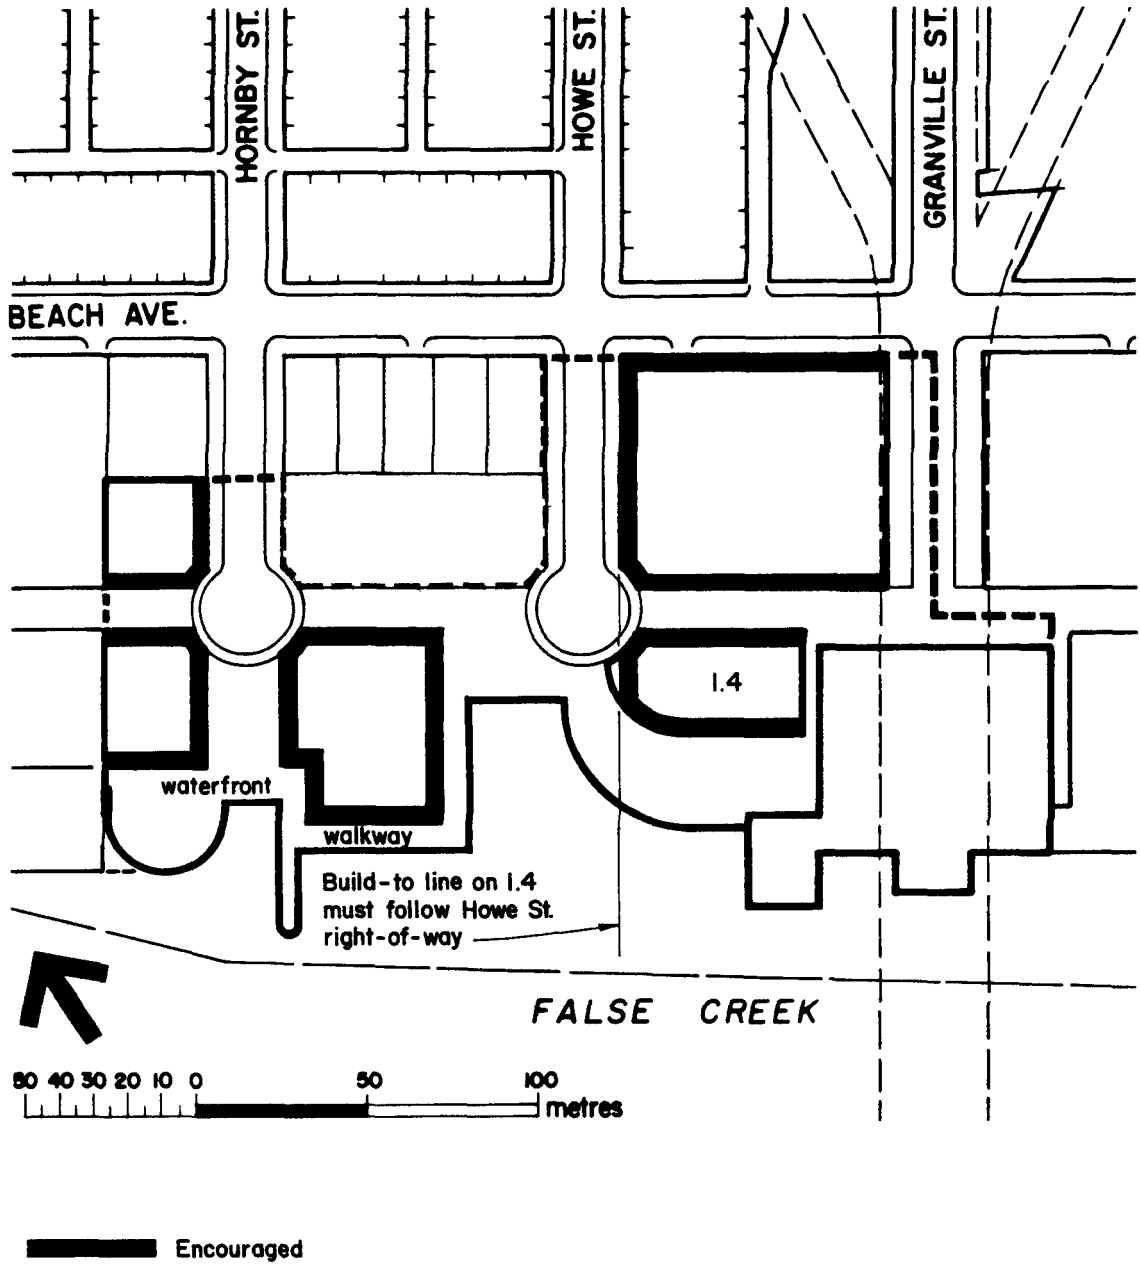 HORNBY ST.
HOWE ST.
GRANVILLE ST.
BEACH AVE.
1.4
waterfront
walkway
Build-to line on 1.4
must follow Howe St.
right-of-way
FALSE CREEK
50 40 30 20 10 0 50 100
metres
Encouraged